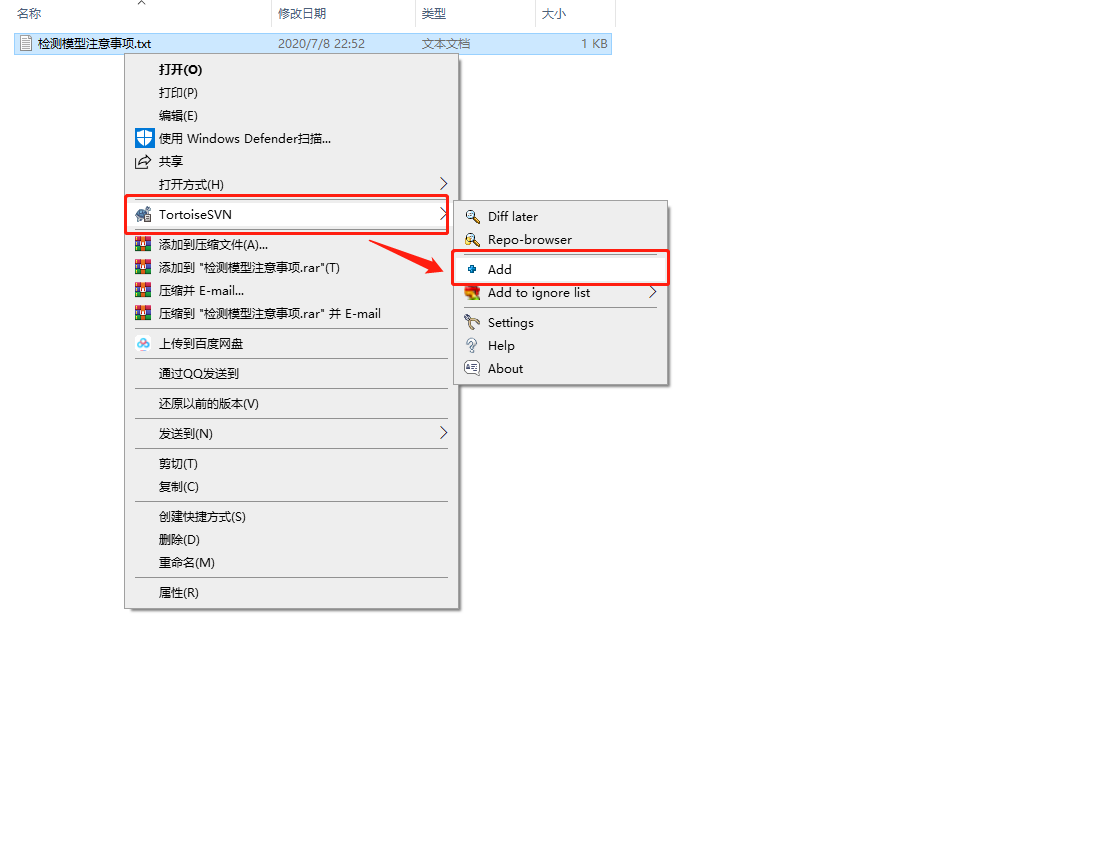 名称 修改日期 类型 大小
检测模型注意事项.txt 2020/7/8 22:52 文本文档 1 KB
打开(O)
打印(P)
编辑(E)
使用 Windows Defender扫描...
共享
打开方式(H)
TortoiseSVN
添加到压缩文件(A)...
添加到 "检测模型注意事项.rar"(T)
压缩并 E-mail...
压缩到 "检测模型注意事项.rar" 并 E-mail
上传到百度网盘
通过QQ发送到
还原以前的版本(V)
发送到(N)
剪切(T)
复制(C)
创建快捷方式(S)
删除(D)
重命名(M)
属性(R)
Diff later
Repo-browser
Add
Add to ignore list
Settings
Help
About